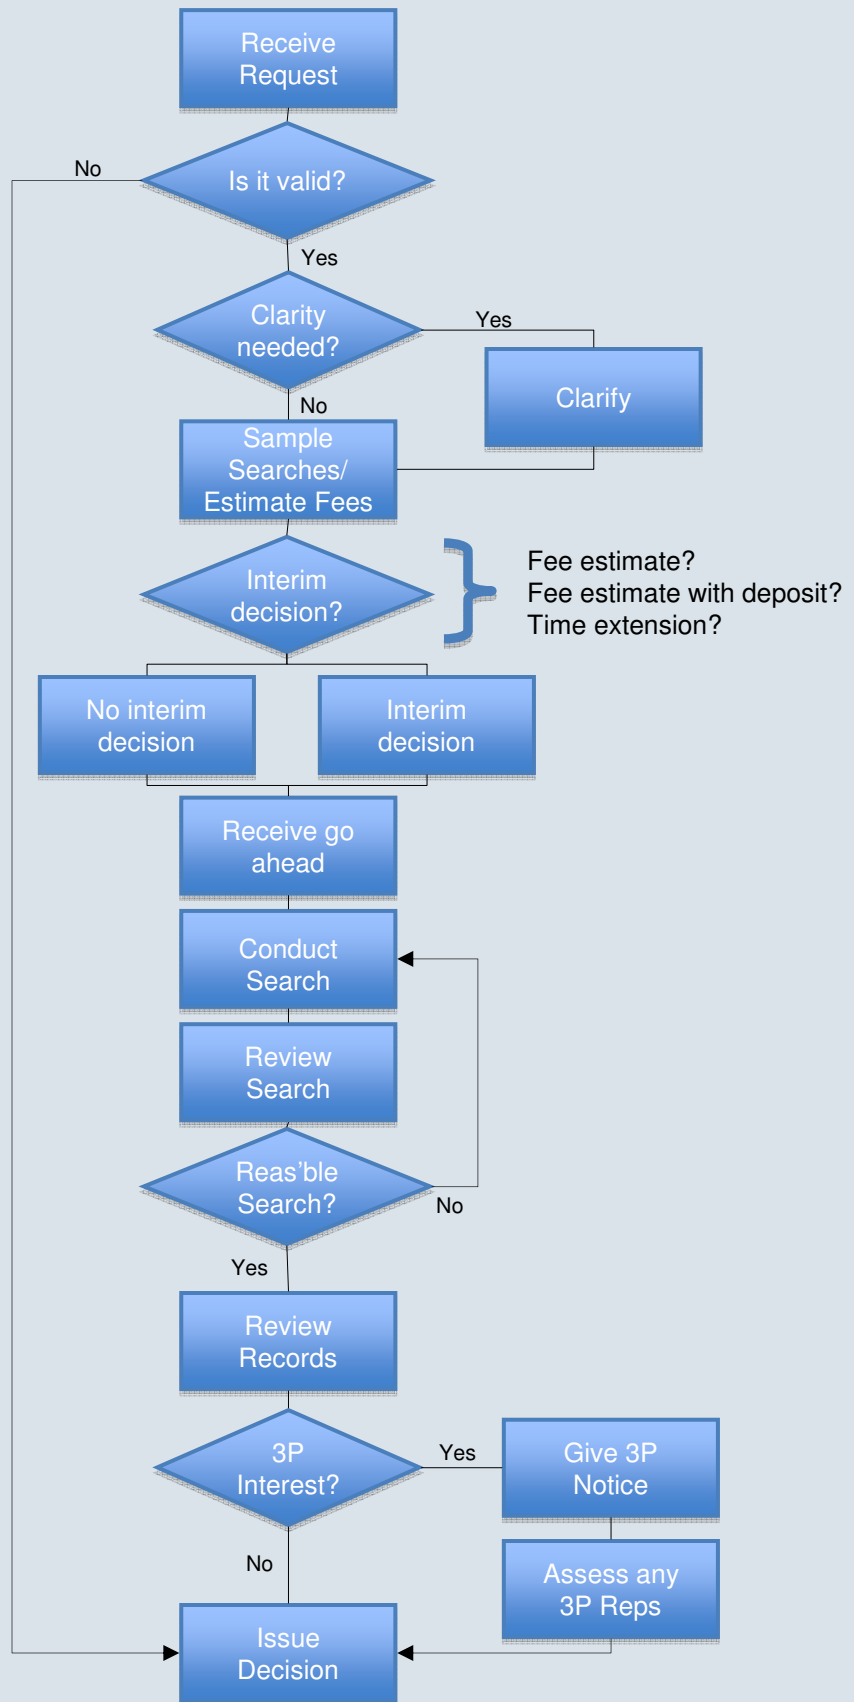 Receive
Request
No
Is it valid?
Yes
Clarity
needed?
Yes
Clarify
No
Sample
Searches/
Estimate Fees
Interim
decision?
Fee estimate?
Fee estimate with deposit?
Time extension?
No interim
decision
Interim
decision
Receive go
ahead
Conduct
Search
Review
Search
Reas'ble
Search?
No
Yes
Review
Records
3P
Interest?
Yes
Give 3P
Notice
No
Assess any
3P Reps
Issue
Decision